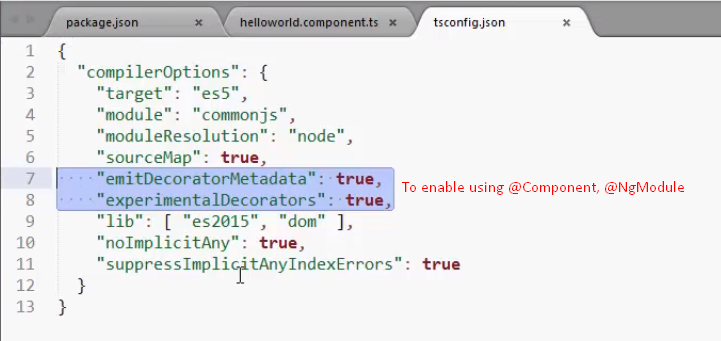 package.json × helloworld.component.ts × tsconfig.json ×
1 {
2 "compilerOptions": {
3 "target": "es5",
4 "module": "commonjs",
5 "moduleResolution": "node",
6 "sourceMap": true,
7 "emitDecoratorMetadata": true,
To enable using @Component, @NgModule
8 "experimentalDecorators": true,
9 "lib": [ "es2015", "dom" ],
10 "noImplicitAny": true,
11 "suppressImplicitAnyIndexErrors": true
12 }
13 }